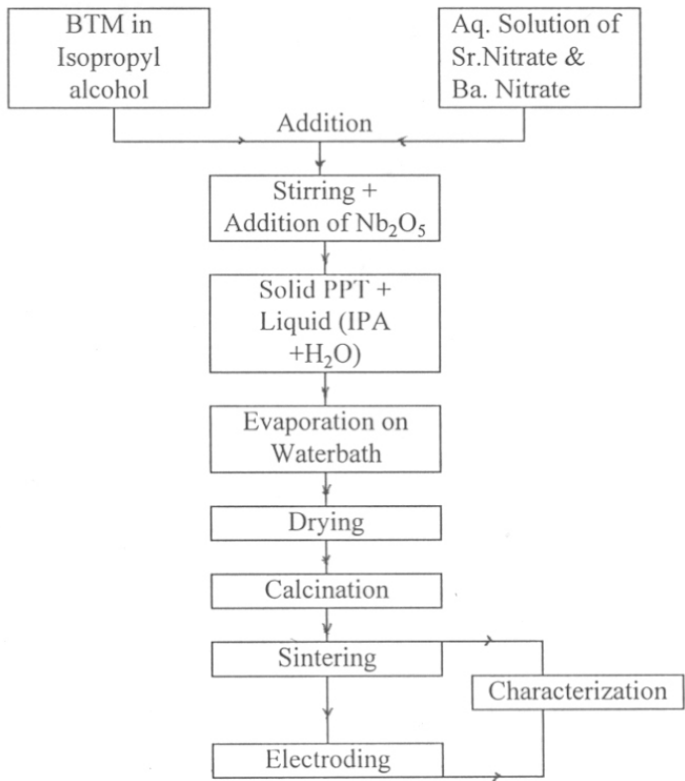 BTM in
Isopropyl
alcohol
Aq. Solution of
Sr.Nitrate &
Ba. Nitrate
Addition
Stirring +
Addition of Nb₂O₅
Solid PPT +
Liquid (IPA
+H₂O)
Evaporation on
Waterbath
Drying
Calcination
Sintering
Characterization
Electroding